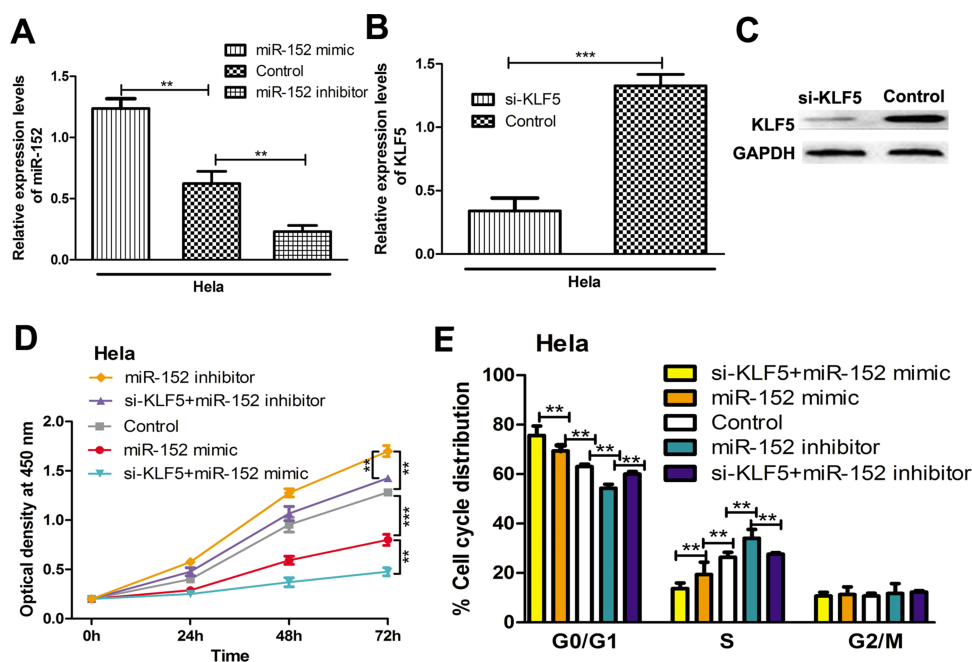 A
miR-152 mimic
Control
miR-152 inhibitor
Relative expression levels
of miR-152
1.5
1.0
0.5
0.0
**
**
Hela
B
***
si-KLF5
Control
Relative expression levels
of KLF5
1.5
1.0
0.5
0.0
Hela
C
si-KLF5 Control
KLF5
GAPDH
D
Hela
miR-152 inhibitor
si-KLF5+miR-152 inhibitor
Control
miR-152 mimic
si-KLF5+miR-152 mimic
Optical density at 450 nm
2.0
1.5
1.0
0.5
0.0
**
**
***
**
0h 24h 48h 72h
Time
E
Hela
si-KLF5+miR-152 mimic
miR-152 mimic
Control
miR-152 inhibitor
si-KLF5+miR-152 inhibitor
% Cell cycle distribution
100
80
60
40
20
0
**
**
**
**
**
**
**
**
G0/G1 S G2/M